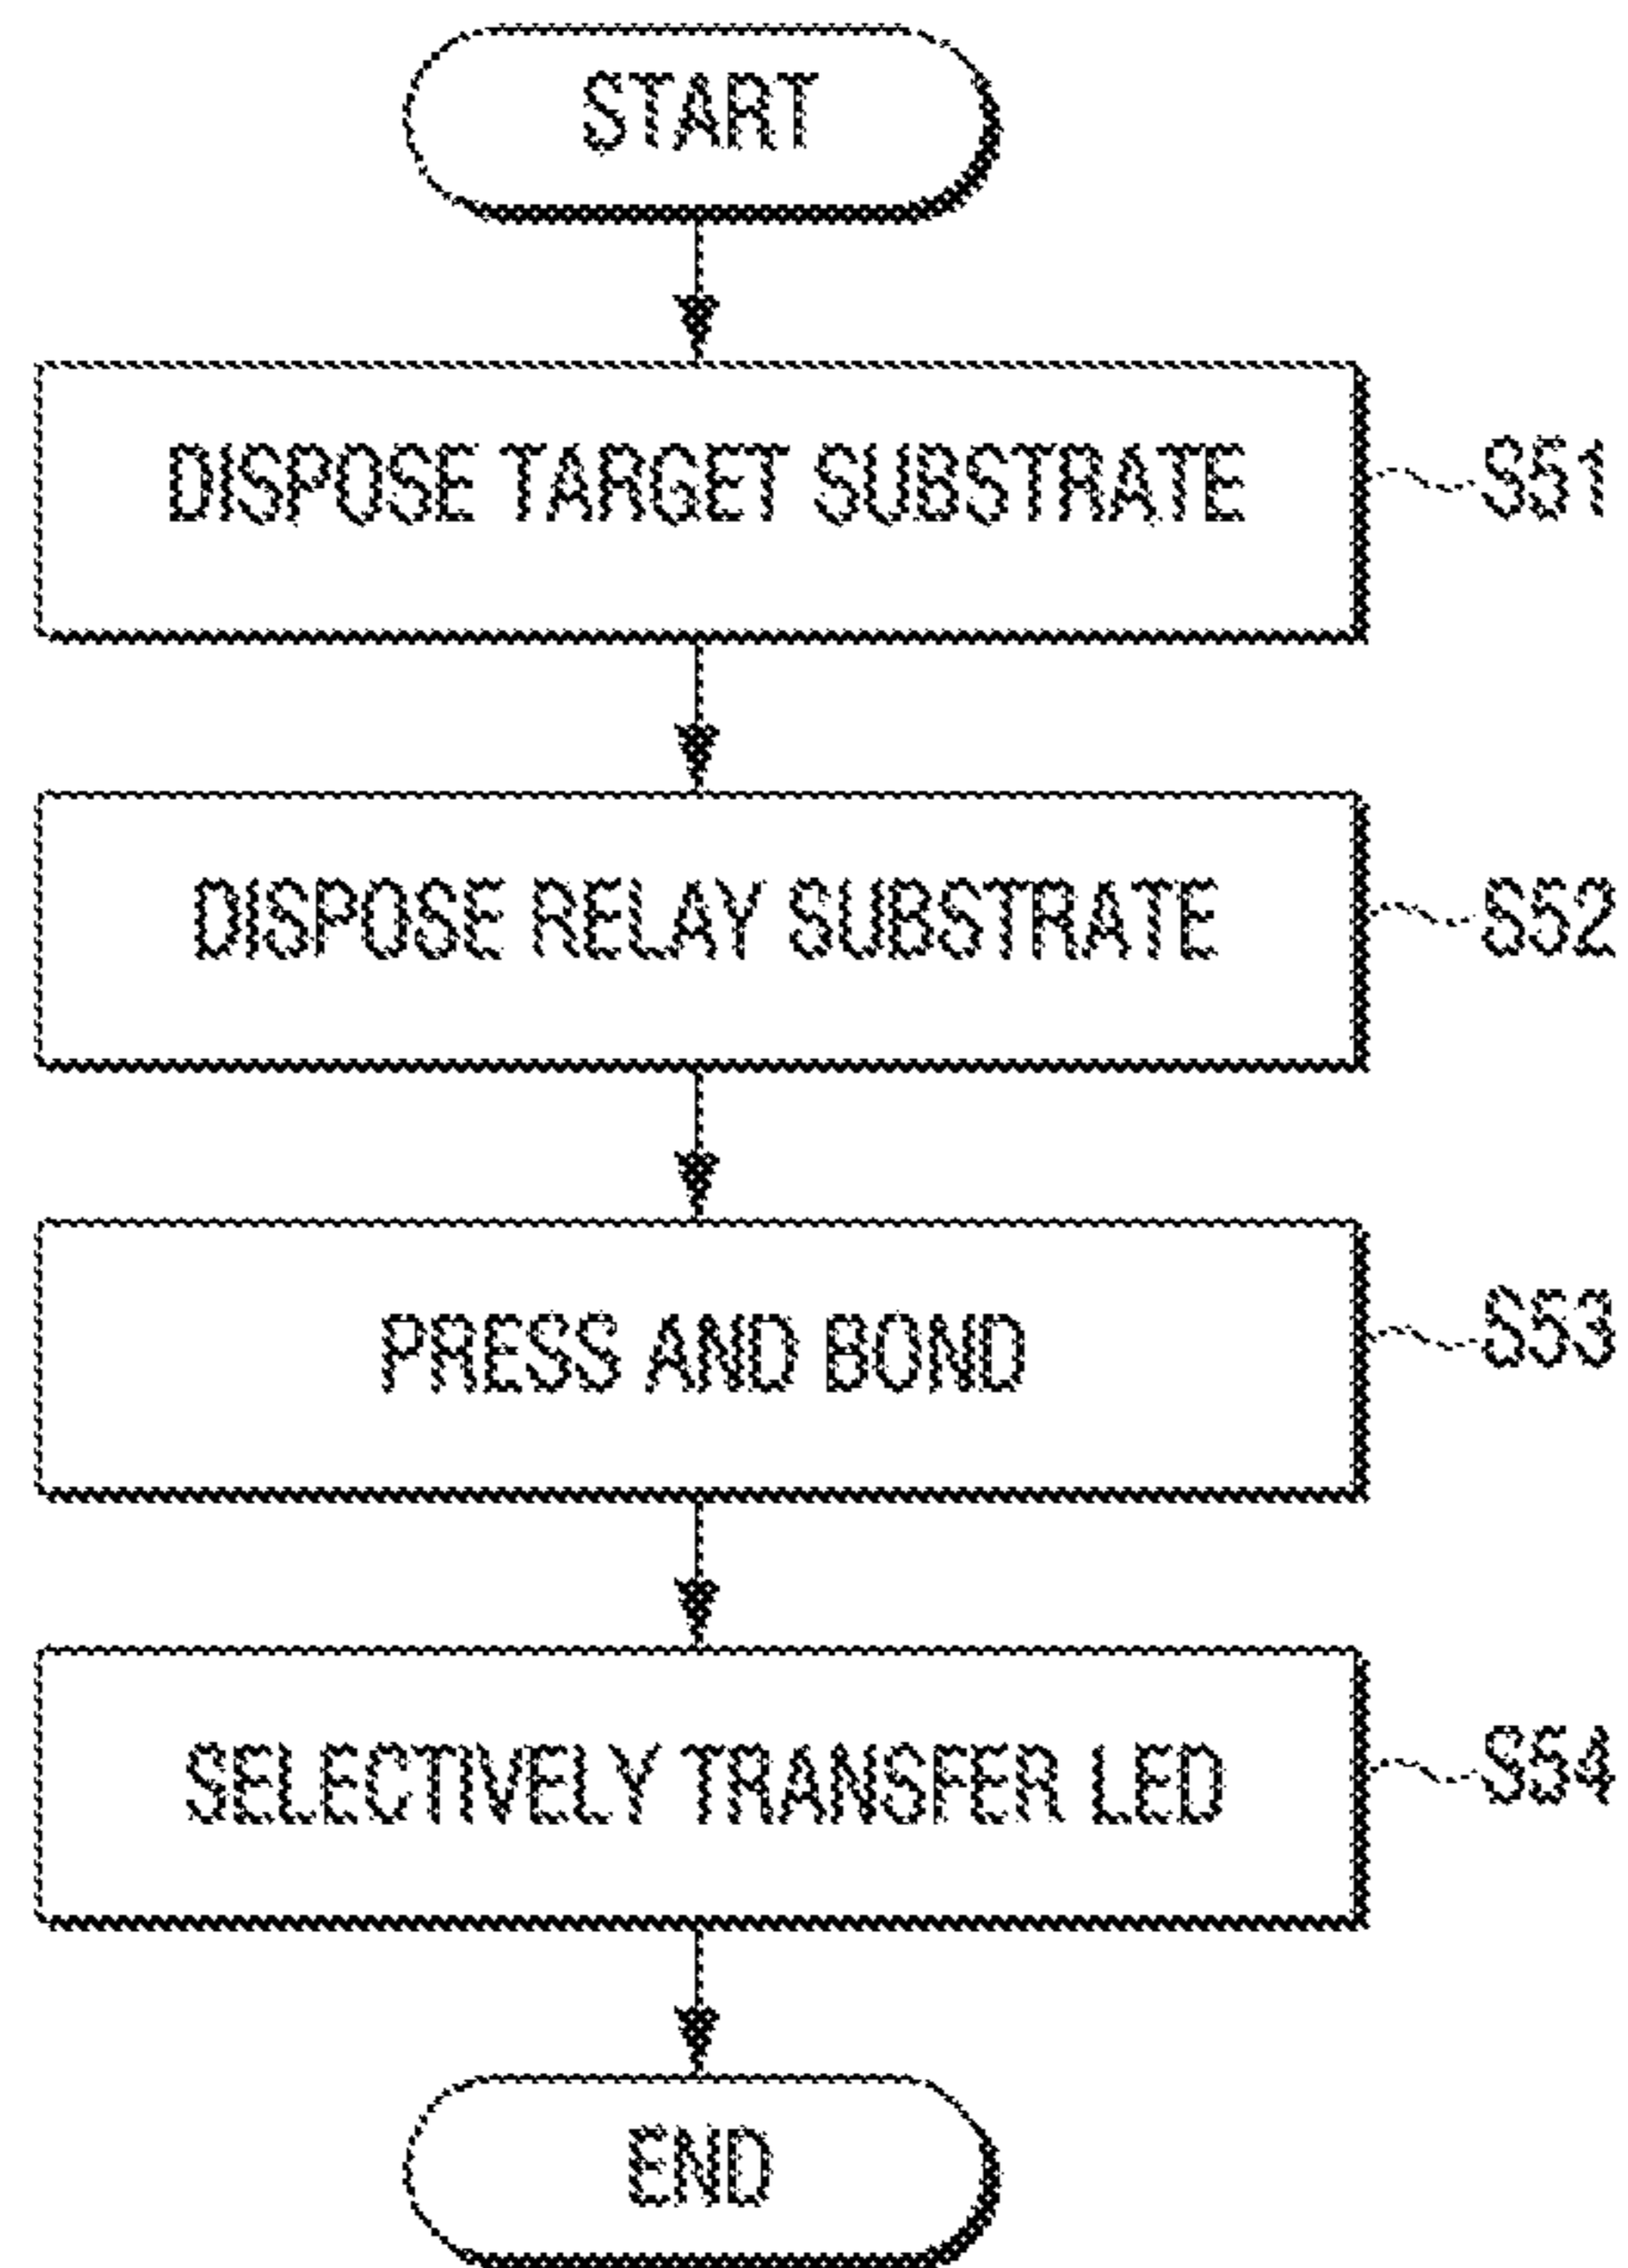 START
DISPOSE TARGET SUBSTRATE
S51
DISPOSE RELAY SUBSTRATE
S52
PRESS AND BOND
S53
SELECTIVELY TRANSFER LED
S54
END